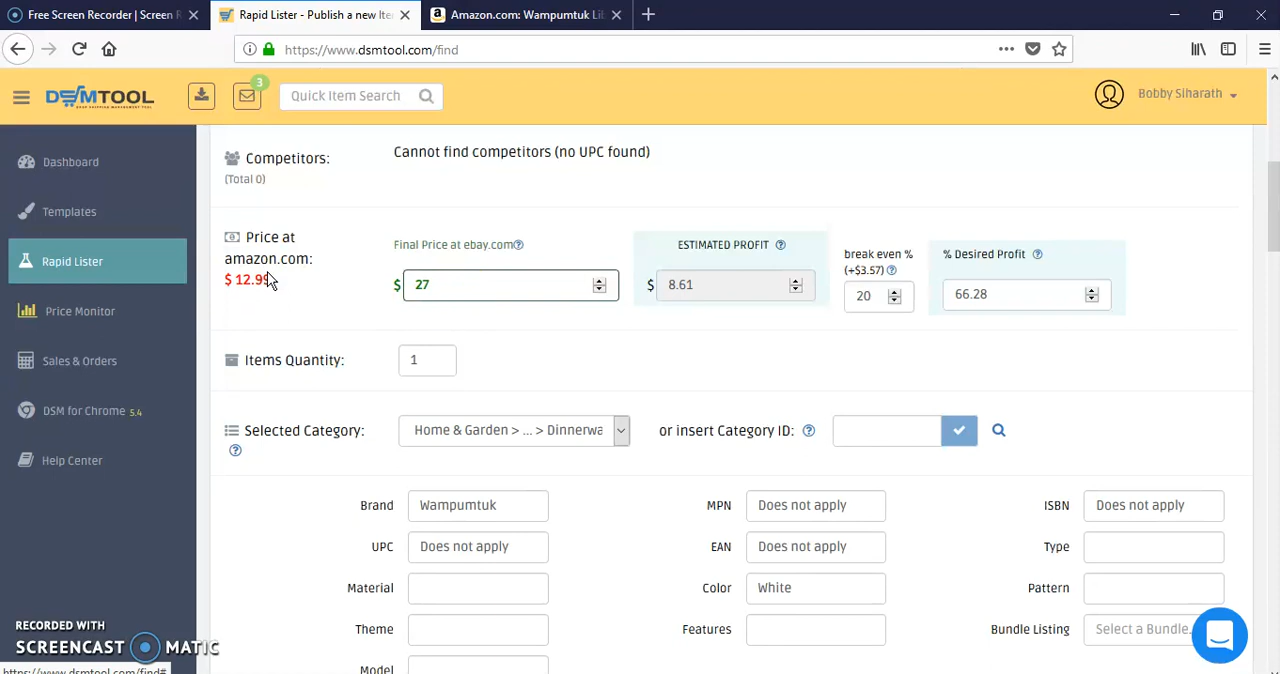 Free Screen Recorder | Screen R
Rapid Lister - Publish a new Ite
Amazon.com: Wampumtuk Lib
https://www.dsmtool.com/find
DSMTOOL
DROP SHIPPING MANAGEMENT TOOL
3
Quick Item Search
Bobby Siharath
Dashboard
Templates
Rapid Lister
Price Monitor
Sales & Orders
DSM for Chrome 5.4
Help Center
Competitors:
(Total 0)
Cannot find competitors (no UPC found)
Price at
amazon.com:
$ 12.99
Final Price at ebay.com
$ 27
ESTIMATED PROFIT
$ 8.61
break even %
(+$3.57)
20
% Desired Profit
66.28
Items Quantity: 1
Selected Category: Home & Garden > ... > Dinnerwa
or insert Category ID:
Brand Wampumtuk MPN Does not apply ISBN Does not apply
UPC Does not apply EAN Does not apply Type
Material Color White Pattern
Theme Features Bundle Listing Select a Bundle
Model
RECORDED WITH
SCREENCAST MATIC
https://www.dsmtool.com/find#